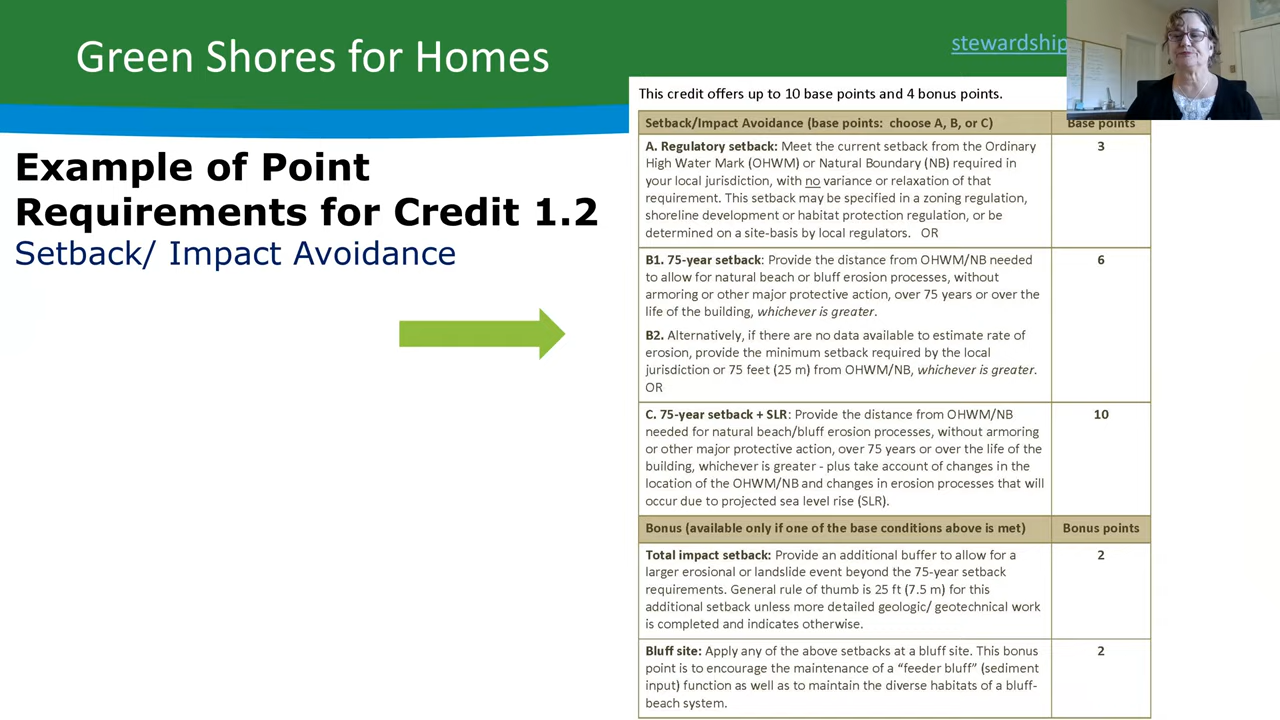 Green Shores for Homes
stewardship
Example of Point
Requirements for Credit 1.2
Setback/ Impact Avoidance
This credit offers up to 10 base points and 4 bonus points.
Setback/Impact Avoidance (base points:  choose A, B, or C)
Base points
A. Regulatory setback: Meet the current setback from the Ordinary
High Water Mark (OHWM) or Natural Boundary (NB) required in
your local jurisdiction, with no variance or relaxation of that
requirement. This setback may be specified in a zoning regulation,
shoreline development or habitat protection regulation, or be
determined on a site-basis by local regulators.   OR
3
B1. 75-year setback: Provide the distance from OHWM/NB needed
to allow for natural beach or bluff erosion processes, without
armoring or other major protective action, over 75 years or over the
life of the building, whichever is greater.
B2. Alternatively, if there are no data available to estimate rate of
erosion, provide the minimum setback required by the local
jurisdiction or 75 feet (25 m) from OHWM/NB, whichever is greater.
OR
6
C. 75-year setback + SLR: Provide the distance from OHWM/NB
needed for natural beach/bluff erosion processes, without armoring
or other major protective action, over 75 years or over the life of the
building, whichever is greater - plus take account of changes in the
location of the OHWM/NB and changes in erosion processes that will
occur due to projected sea level rise (SLR).
10
Bonus (available only if one of the base conditions above is met)
Bonus points
Total impact setback: Provide an additional buffer to allow for a
larger erosional or landslide event beyond the 75-year setback
requirements. General rule of thumb is 25 ft (7.5 m) for this
additional setback unless more detailed geologic/ geotechnical work
is completed and indicates otherwise.
2
Bluff site: Apply any of the above setbacks at a bluff site. This bonus
point is to encourage the maintenance of a “feeder bluff” (sediment
input) function as well as to maintain the diverse habitats of a bluff-
beach system.
2